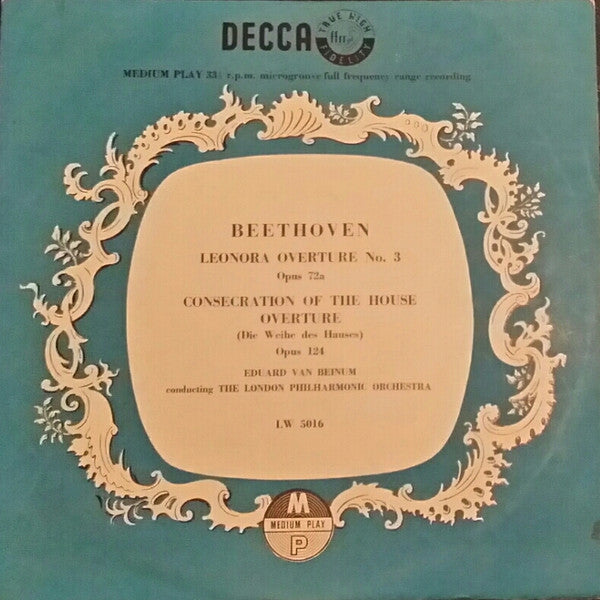 DECCA
TRUE HIGH
ffrr
FIDELITY
MEDIUM PLAY 33⅓ r.p.m. microgroove full frequency range recording
BEETHOVEN
LEONORA OVERTURE No. 3
Opus 72a
CONSECRATION OF THE HOUSE
OVERTURE
(Die Weihe des Hauses)
Opus 124
EDUARD VAN BEINUM
conducting THE LONDON PHILHARMONIC ORCHESTRA
LW 5016
M
MEDIUM PLAY
P